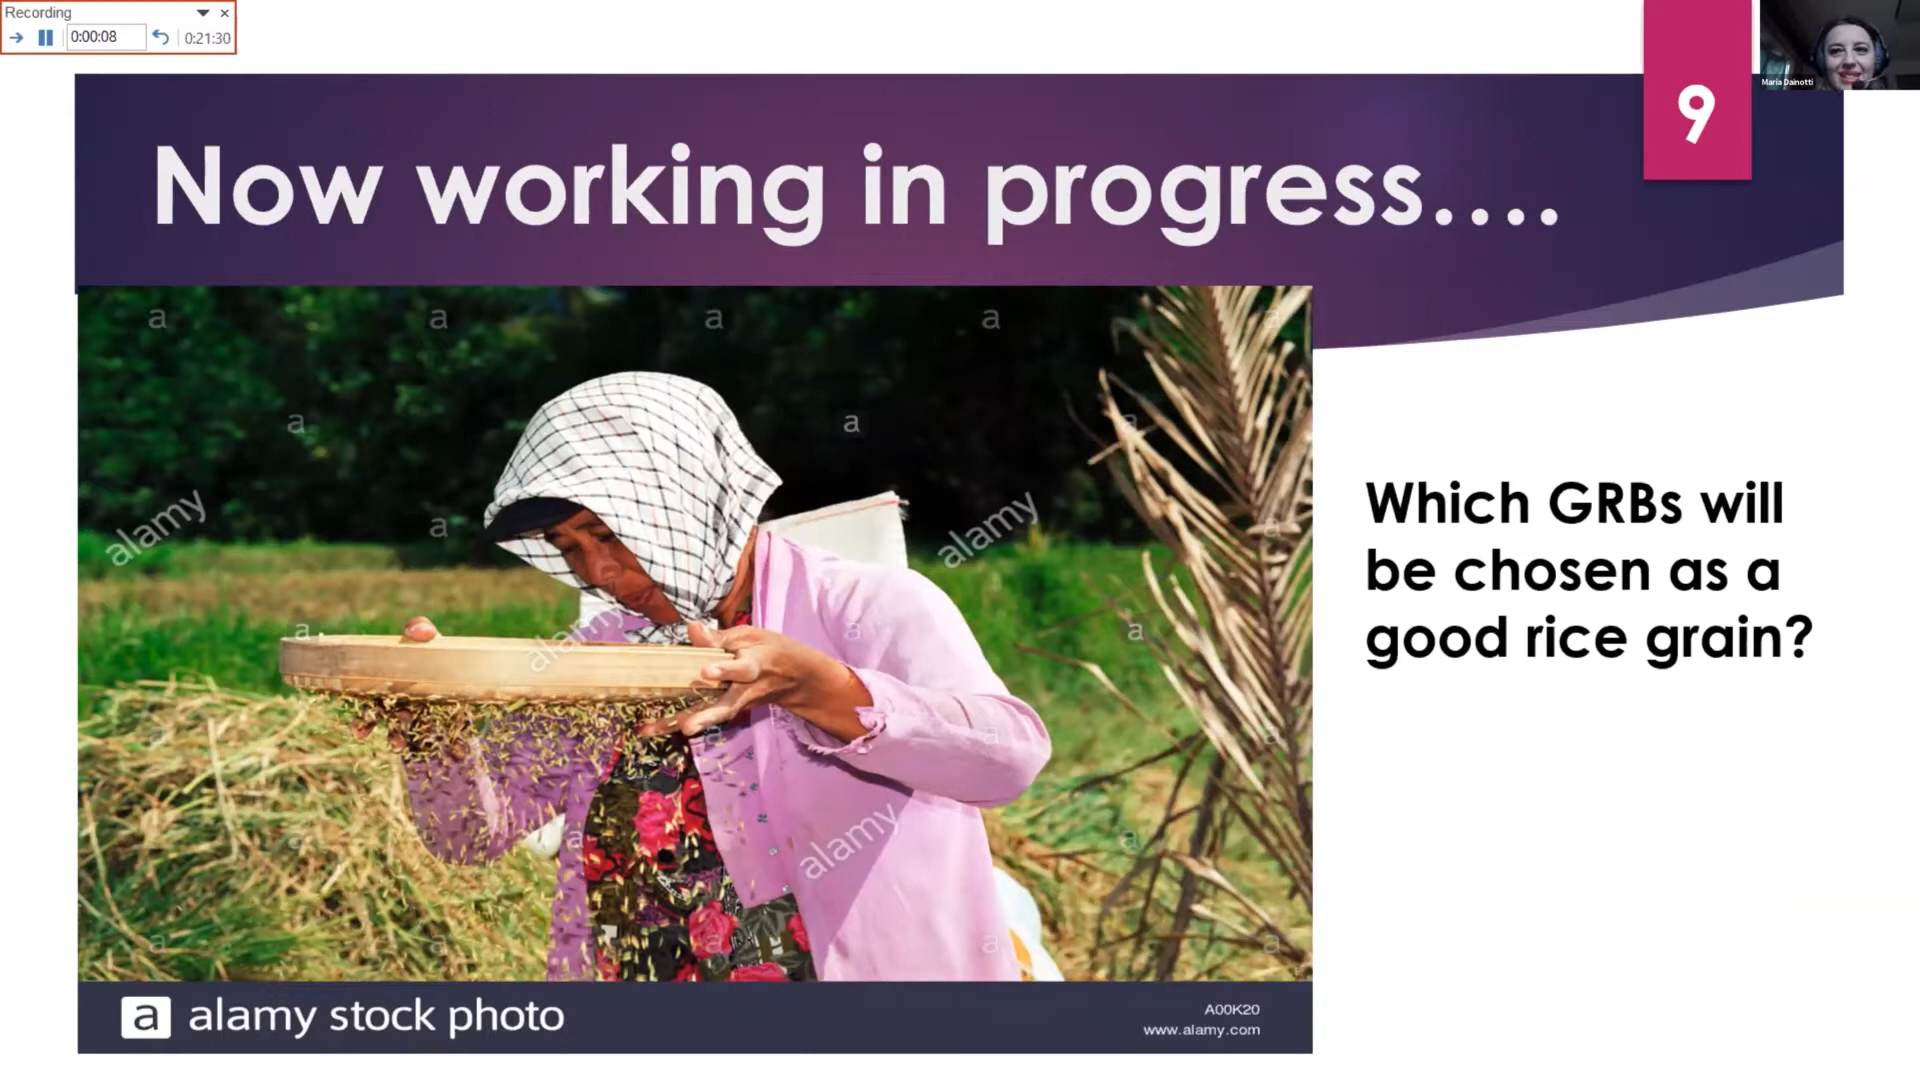 Recording
0:00:08
0:21:30
Maria Dainotti
9
Now working in progress....
Which GRBs will
be chosen as a
good rice grain?
alamy
alamy
alamy
alamy
a alamy stock photo
A00K20
www.alamy.com